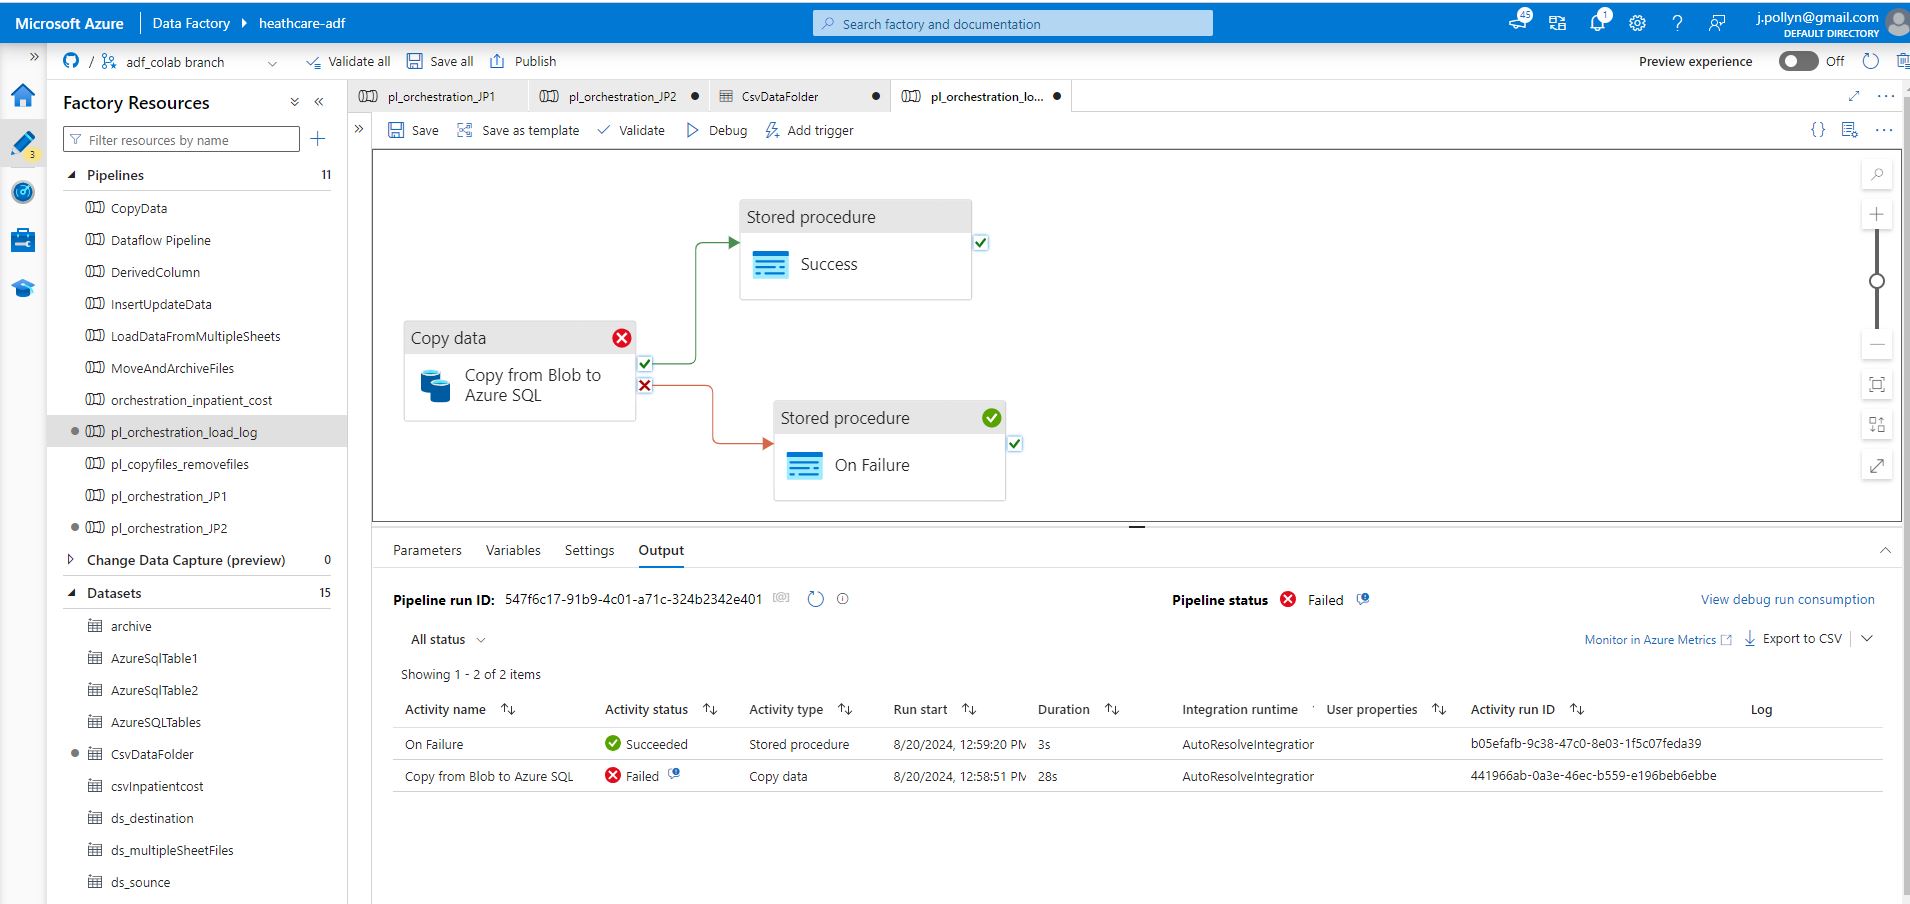 Microsoft Azure Data Factory heathcare-adf Search factory and documentation 45 1 j.pollyn@gmail.com
DEFAULT DIRECTORY
/ adf_colab branch Validate all Save all Publish Preview experience Off
Factory Resources
pl_orchestration_JP1 pl_orchestration_JP2 CsvDataFolder pl_orchestration_lo...
Save Save as template Validate Debug Add trigger
Filter resources by name
3
Pipelines 11
CopyData
Dataflow Pipeline
DerivedColumn
InsertUpdateData
LoadDataFromMultipleSheets
MoveAndArchiveFiles
orchestration_inpatient_cost
pl_orchestration_load_log
pl_copyfiles_removefiles
pl_orchestration_JP1
pl_orchestration_JP2
Change Data Capture (preview) 0
Datasets 15
archive
AzureSqlTable1
AzureSqlTable2
AzureSQLTables
CsvDataFolder
csvInpatientcost
ds_destination
ds_multipleSheetFiles
ds_sounce
Stored procedure
Success
Copy data
Copy from Blob to
Azure SQL
Stored procedure
On Failure
Parameters Variables Settings Output
Pipeline run ID: 547f6c17-91b9-4c01-a71c-324b2342e401 Pipeline status Failed View debug run consumption
All status Monitor in Azure Metrics Export to CSV
Showing 1 - 2 of 2 items
Activity name Activity status Activity type Run start Duration Integration runtime User properties Activity run ID Log
On Failure Succeeded Stored procedure 8/20/2024, 12:59:20 PM 3s AutoResolveIntegration b05efafb-9c38-47c0-8e03-1f5c07feda39
Copy from Blob to Azure SQL Failed Copy data 8/20/2024, 12:58:51 PM 28s AutoResolveIntegration 441966ab-0a3e-46ec-b559-e196beb6ebbe